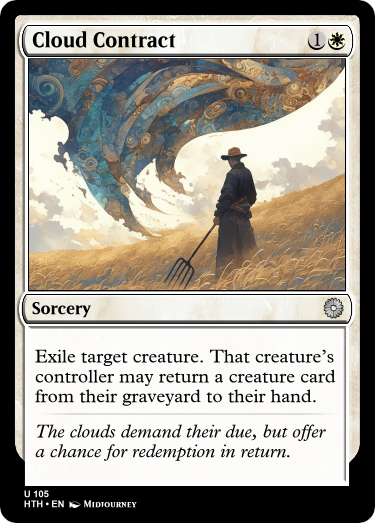 Cloud Contract 1
Sorcery
Exile target creature. That creature's
controller may return a creature card
from their graveyard to their hand.
The clouds demand their due, but offer
a chance for redemption in return.
U 105
HTH • EN Midjourney